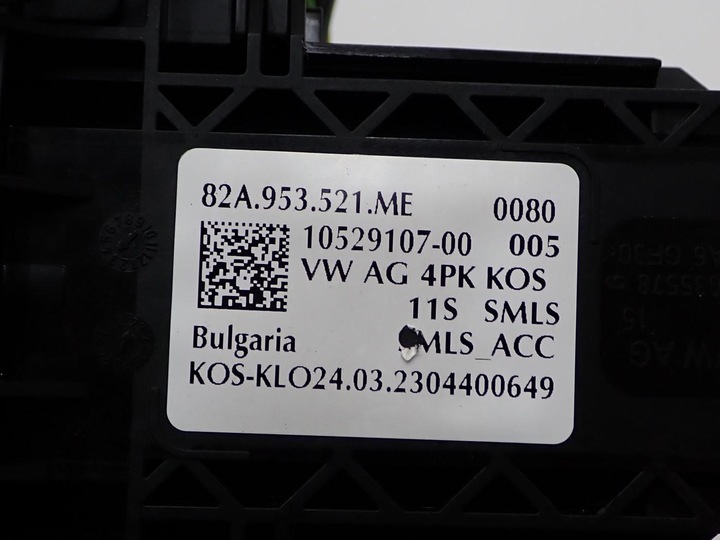 82A.953.521.ME 0080
10529107-00 005
VW AG 4PK KOS
11S SMLS
Bulgaria MLS_ACC
KOS-KLO24.03.2304400649